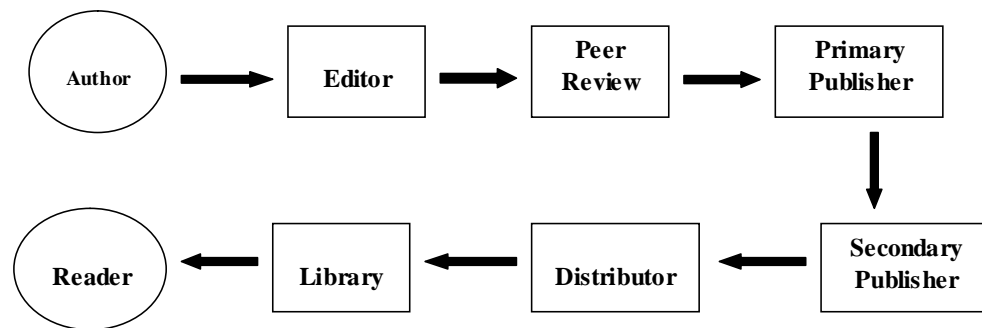 Author
Editor
Peer
Review
Primary
Publisher
Secondary
Publisher
Distributor
Library
Reader